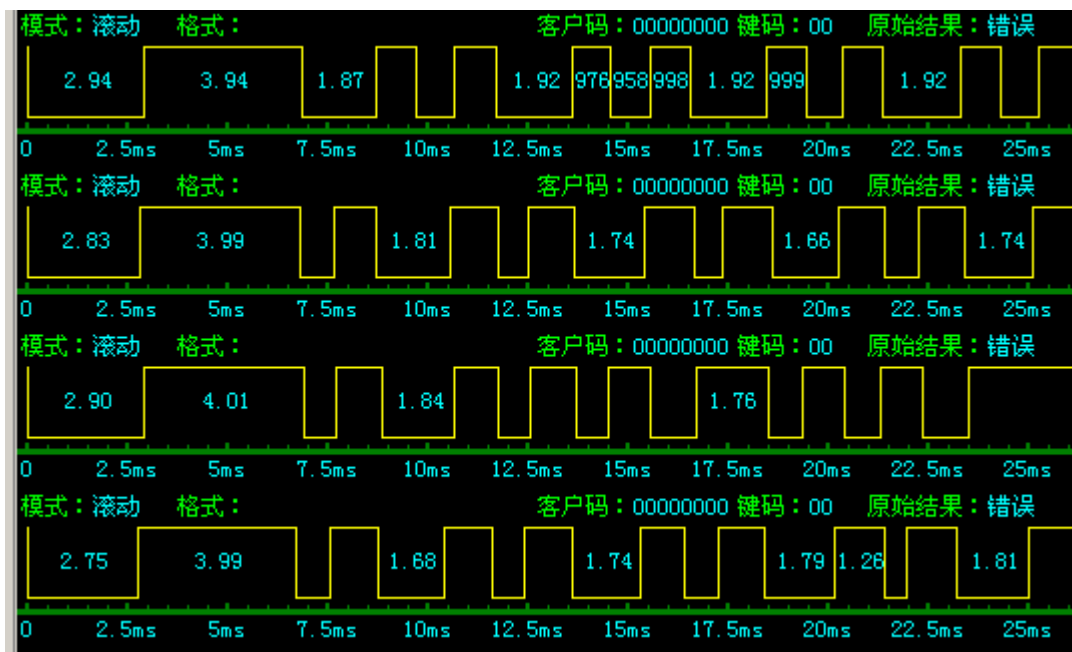 模式：滚动 格式： 客户码：00000000 键码：00 原始结果：错误
2.94 3.94 1.87 1.92 976 958 998 1.92 999 1.92
0 2.5ms 5ms 7.5ms 10ms 12.5ms 15ms 17.5ms 20ms 22.5ms 25ms
模式：滚动 格式： 客户码：00000000 键码：00 原始结果：错误
2.83 3.99 1.81 1.74 1.66 1.74
0 2.5ms 5ms 7.5ms 10ms 12.5ms 15ms 17.5ms 20ms 22.5ms 25ms
模式：滚动 格式： 客户码：00000000 键码：00 原始结果：错误
2.90 4.01 1.84 1.76
0 2.5ms 5ms 7.5ms 10ms 12.5ms 15ms 17.5ms 20ms 22.5ms 25ms
模式：滚动 格式： 客户码：00000000 键码：00 原始结果：错误
2.75 3.99 1.68 1.74 1.79 1.26 1.81
0 2.5ms 5ms 7.5ms 10ms 12.5ms 15ms 17.5ms 20ms 22.5ms 25ms